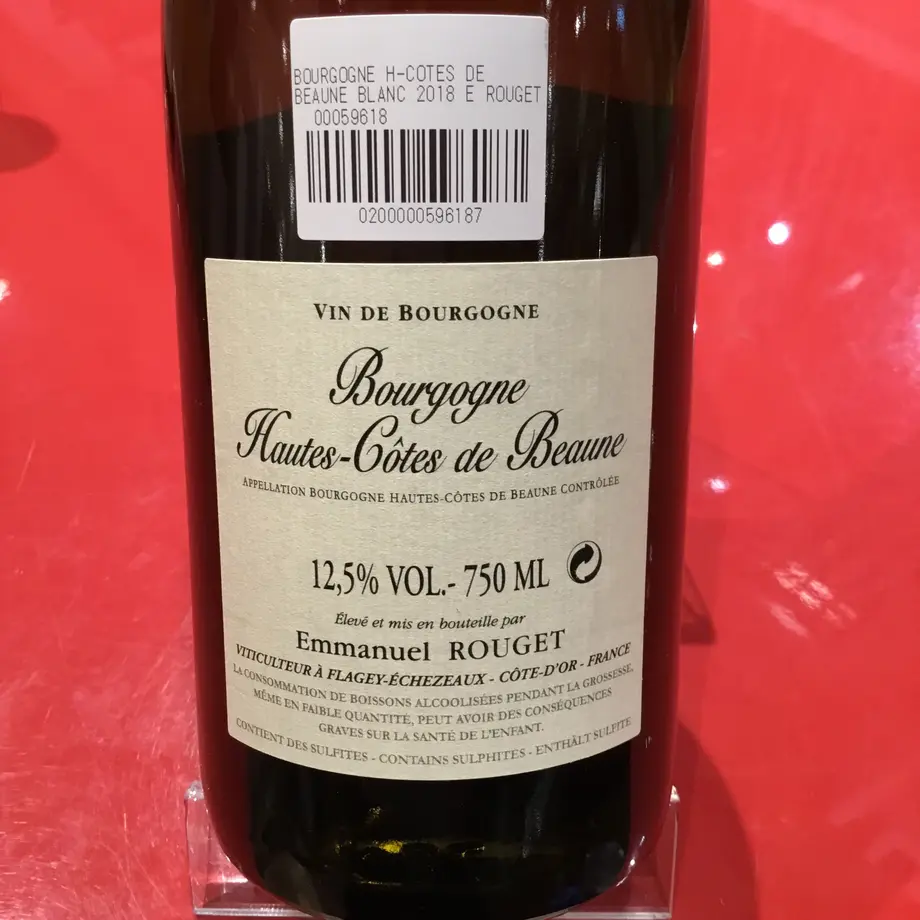 BOURGOGNE H-COTES DE
BEAUNE BLANC 2018 E ROUGET
00059618
0200000596187
VIN DE BOURGOGNE
Bourgogne
Hautes-Côtes de Beaune
APPELLATION BOURGOGNE HAUTES-CÔTES DE BEAUNE CONTRÔLÉE
12,5% VOL.- 750 ML
Élevé et mis en bouteille par
Emmanuel ROUGET
VITICULTEUR À FLAGEY-ÉCHEZEAUX - CÔTE-D'OR - FRANCE
LA CONSOMMATION DE BOISSONS ALCOOLISÉES PENDANT LA GROSSESSE,
MÊME EN FAIBLE QUANTITÉ, PEUT AVOIR DES CONSÉQUENCES
GRAVES SUR LA SANTÉ DE L'ENFANT.
CONTIENT DES SULFITES - CONTAINS SULPHITES - ENTHÄLT SULFITE